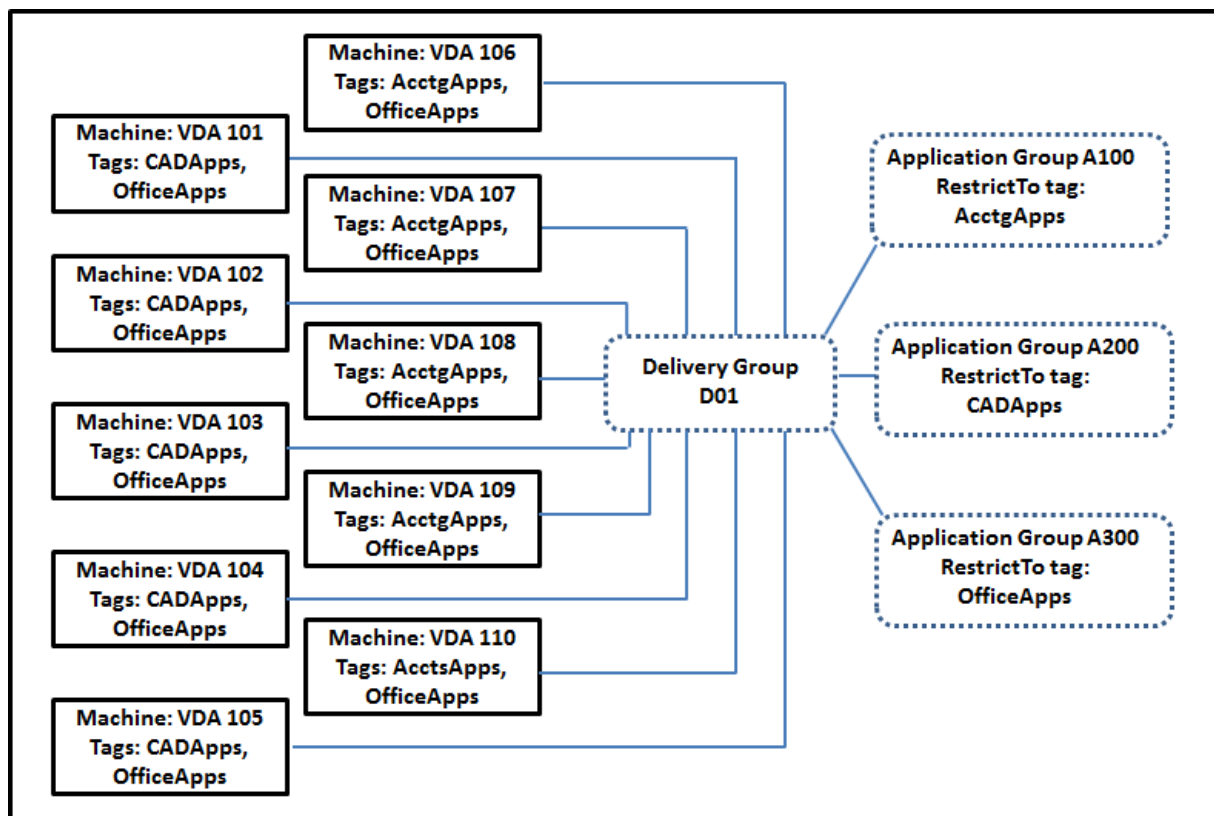 Machine: VDA 106
Tags: AcctgApps,
OfficeApps
Machine: VDA 101
Tags: CADApps,
OfficeApps
Machine: VDA 107
Tags: AcctgApps,
OfficeApps
Machine: VDA 102
Tags: CADApps,
OfficeApps
Machine: VDA 108
Tags: AcctgApps,
OfficeApps
Machine: VDA 103
Tags: CADApps,
OfficeApps
Machine: VDA 109
Tags: AcctgApps,
OfficeApps
Machine: VDA 104
Tags: CADApps,
OfficeApps
Machine: VDA 110
Tags: AcctsApps,
OfficeApps
Machine: VDA 105
Tags: CADApps,
OfficeApps
Delivery Group
D01
Application Group A100
RestrictTo tag:
AcctgApps
Application Group A200
RestrictTo tag:
CADApps
Application Group A300
RestrictTo tag:
OfficeApps